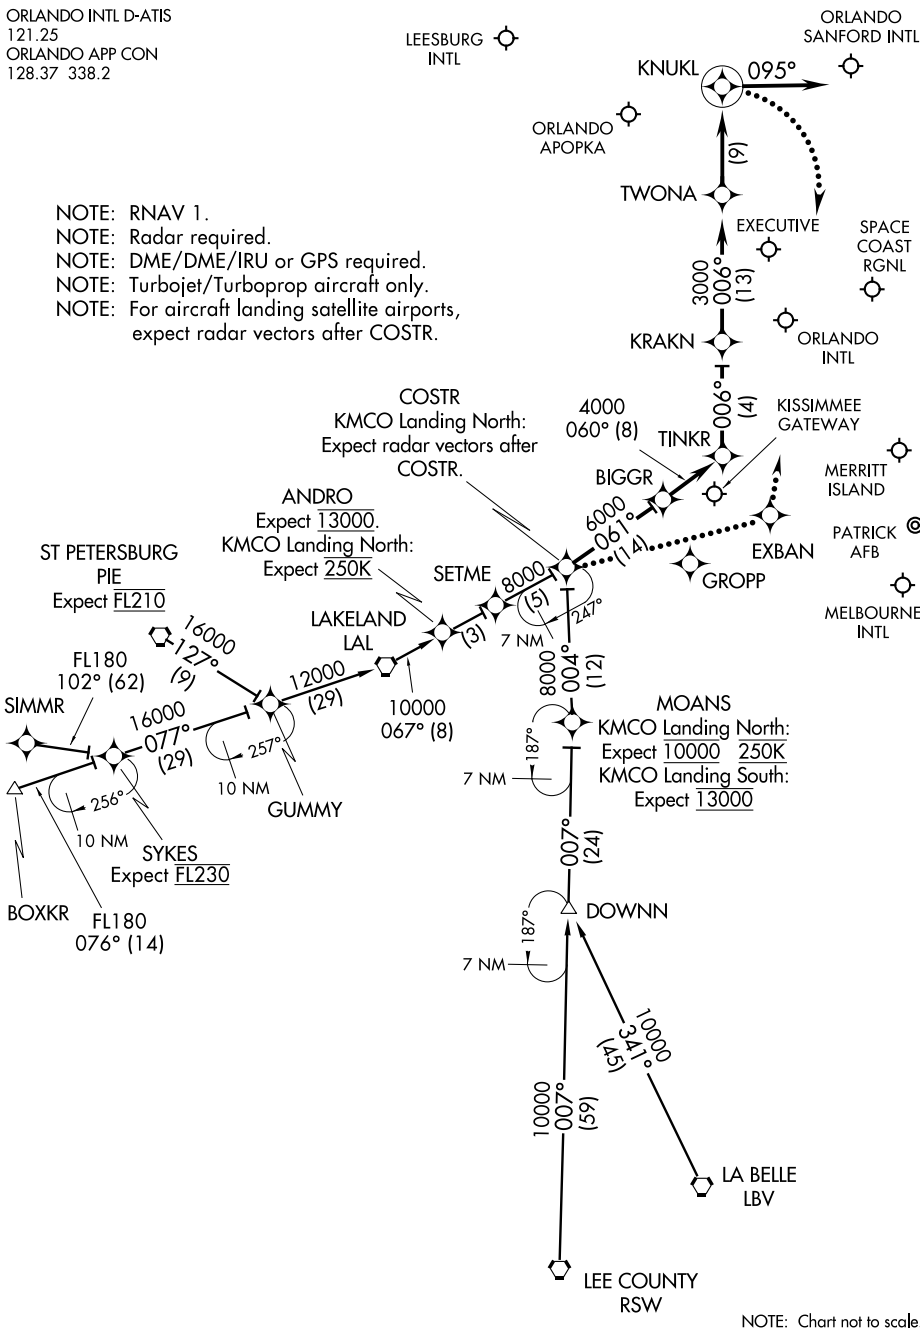 ORLANDO INTL D-ATIS
121.25
ORLANDO APP CON
128.37 338.2
LEESBURG
INTL
ORLANDO
SANFORD INTL
KNUKL
095°
ORLANDO
APOPKA
(9)
TWONA
NOTE: RNAV 1.
NOTE: Radar required.
NOTE: DME/DME/IRU or GPS required.
NOTE: Turbojet/Turboprop aircraft only.
NOTE: For aircraft landing satellite airports,
expect radar vectors after COSTR.
EXECUTIVE
SPACE
COAST
RGNL
3000
006°
(13)
KRAKN
ORLANDO
INTL
006°
(4)
COSTR
KMCO Landing North:
Expect radar vectors after
COSTR.
4000
060° (8)
TINKR
KISSIMMEE
GATEWAY
BIGGR
MERRITT
ISLAND
ANDRO
Expect 13000.
KMCO Landing North:
Expect 250K
6000
061°
(14)
EXBAN
PATRICK
AFB
GROPP
ST PETERSBURG
PIE
Expect FL210
SETME
8000
(5)
MELBOURNE
INTL
LAKELAND
LAL
(3)
7 NM
247°
16000
127°
(9)
FL180
102° (62)
12000
(29)
10000
067° (8)
8000
004°
(12)
SIMMR
16000
077°
(29)
257°
10 NM
GUMMY
MOANS
KMCO Landing North:
Expect 10000 250K
KMCO Landing South:
Expect 13000
187°
7 NM
256°
10 NM
SYKES
Expect FL230
007°
(24)
BOXKR
FL180
076° (14)
DOWNN
187°
7 NM
10000
341°
(45)
10000
007°
(59)
LA BELLE
LBV
LEE COUNTY
RSW
NOTE: Chart not to scale